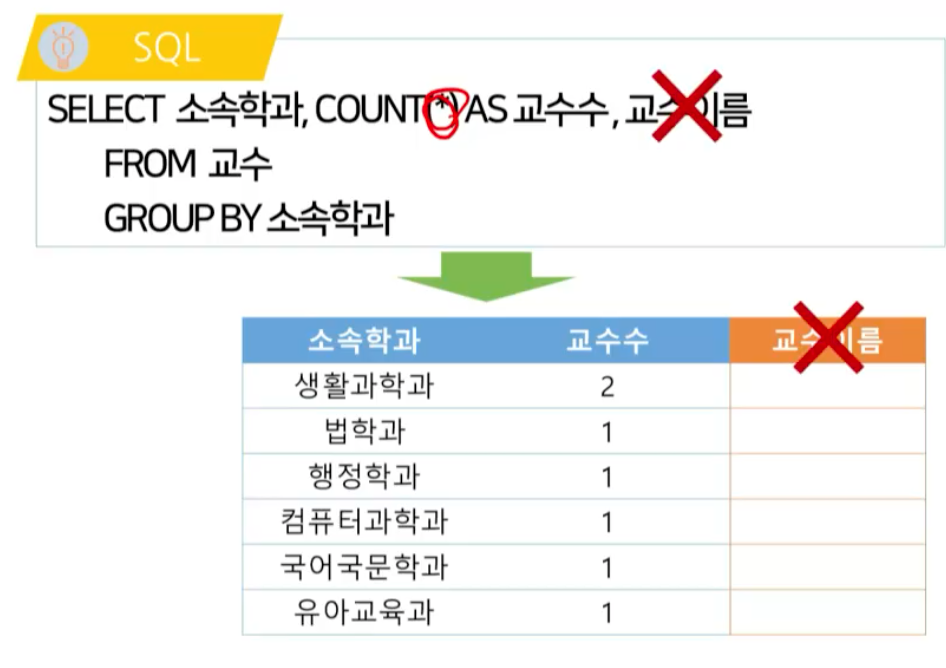 SQL
SELECT 소속학과, COUNT(*) AS 교수수, 교수이름
FROM 교수
GROUP BY 소속학과
소속학과 교수수 교수이름
생활과학과 2
법학과 1
행정학과 1
컴퓨터과학과 1
국어국문학과 1
유아교육과 1